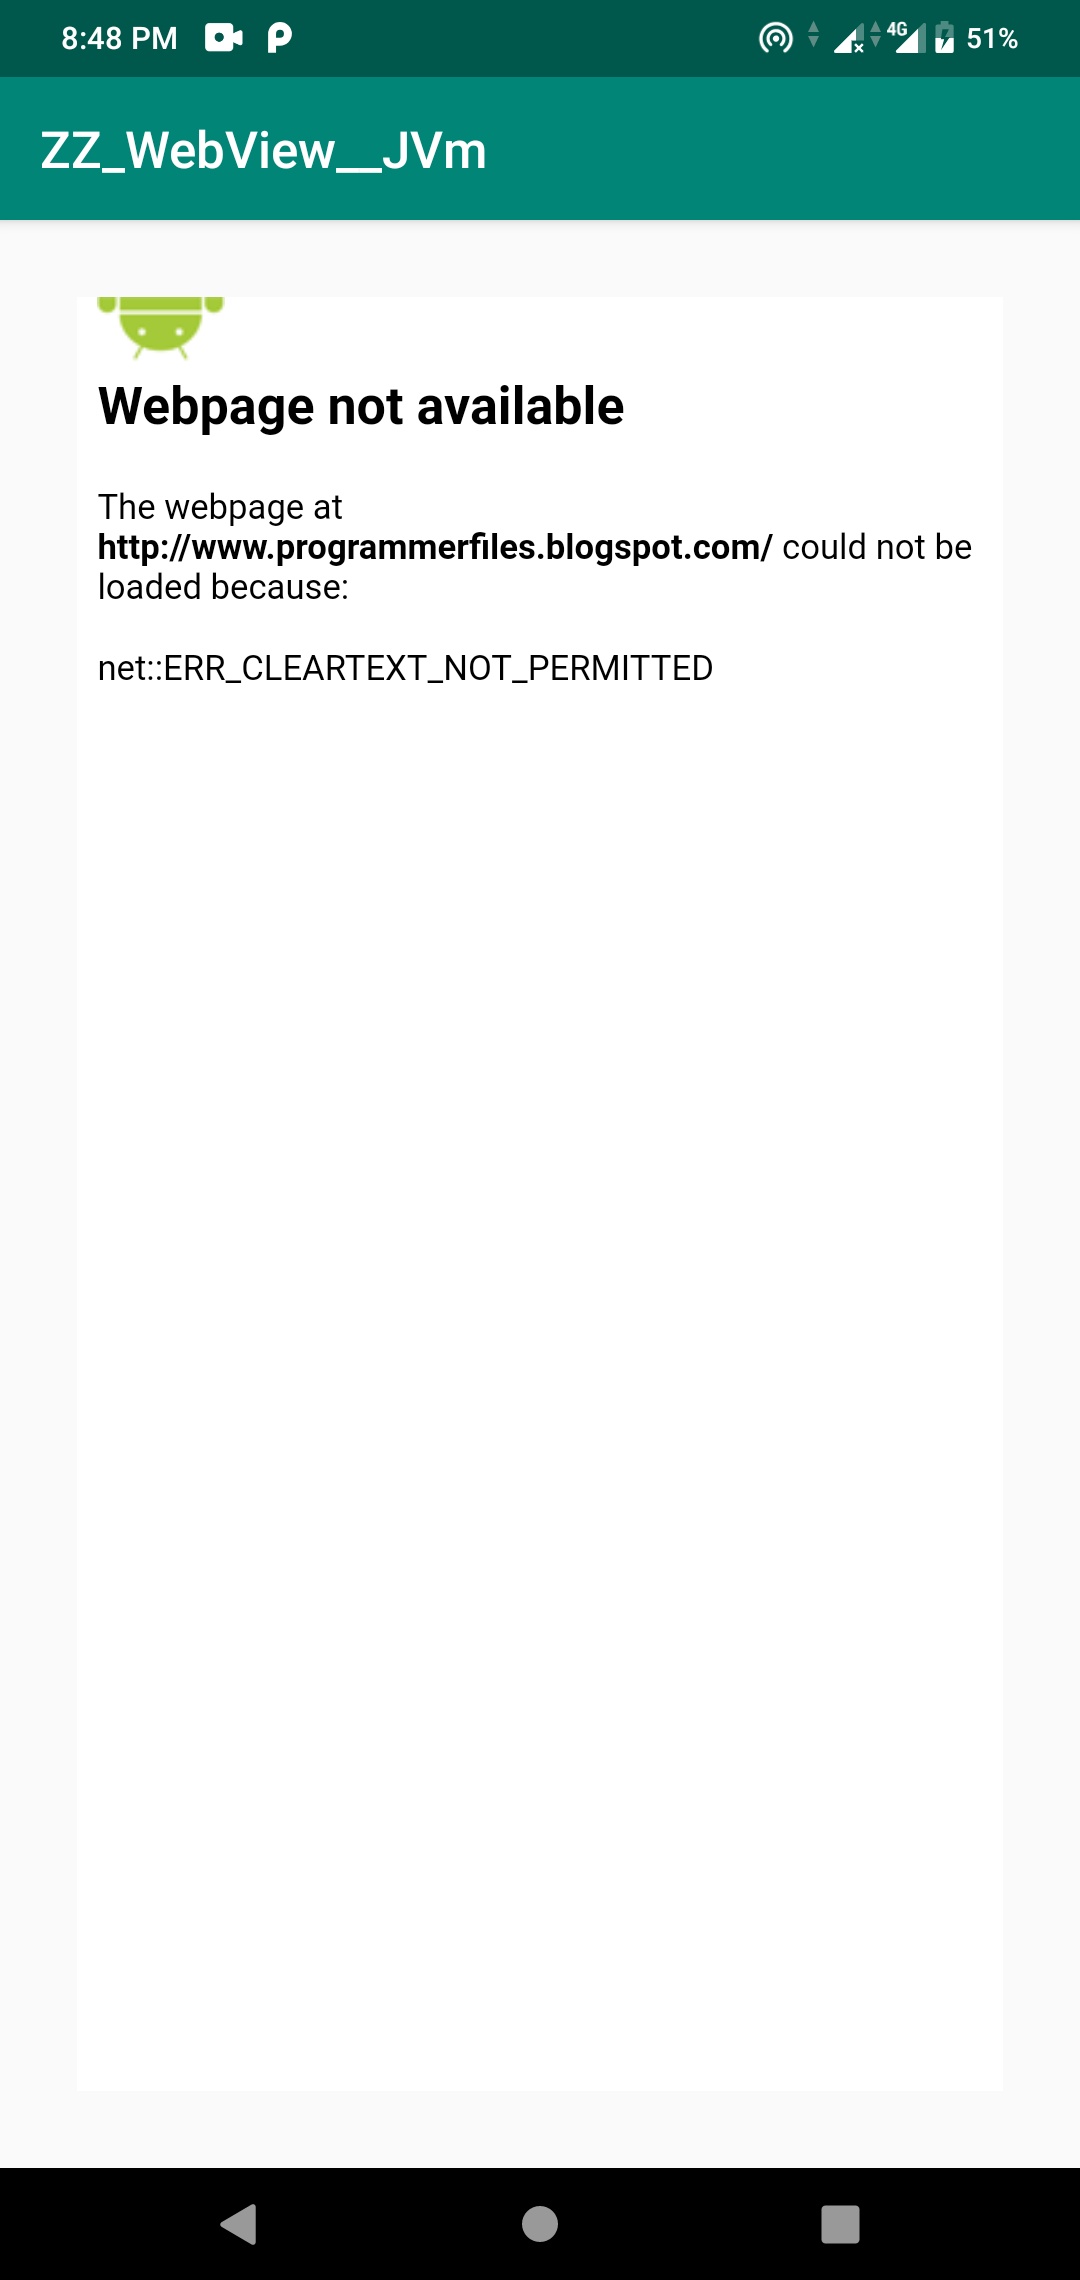 8:48 PM
4G
51%
ZZ_WebView__JVm
Webpage not available
The webpage at
http://www.programmerfiles.blogspot.com/ could not be
loaded because:
net::ERR_CLEARTEXT_NOT_PERMITTED